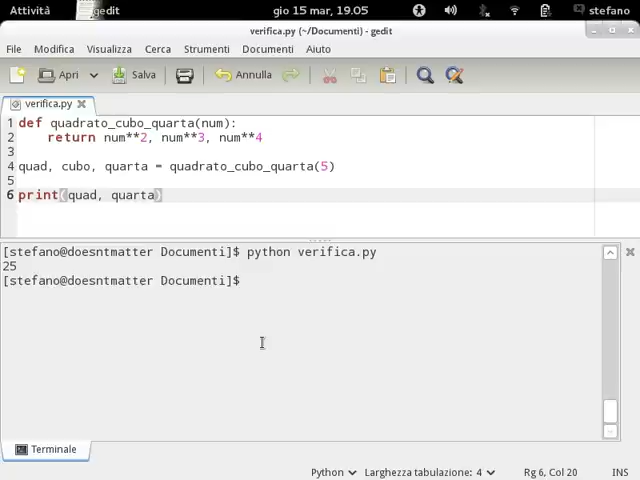 Attività gedit gio 15 mar, 19.05 stefano
verifica.py (~/Documenti) - gedit
File Modifica Visualizza Cerca Strumenti Documenti Aiuto
Apri Salva Annulla
verifica.py
1 def quadrato_cubo_quarta(num):
2     return num**2, num**3, num**4
3
4 quad, cubo, quarta = quadrato_cubo_quarta(5)
5
6 print(quad, quarta)
[stefano@doesntmatter Documenti]$ python verifica.py
25
[stefano@doesntmatter Documenti]$
Terminale
Python Larghezza tabulazione: 4 Rg 6, Col 20 INS